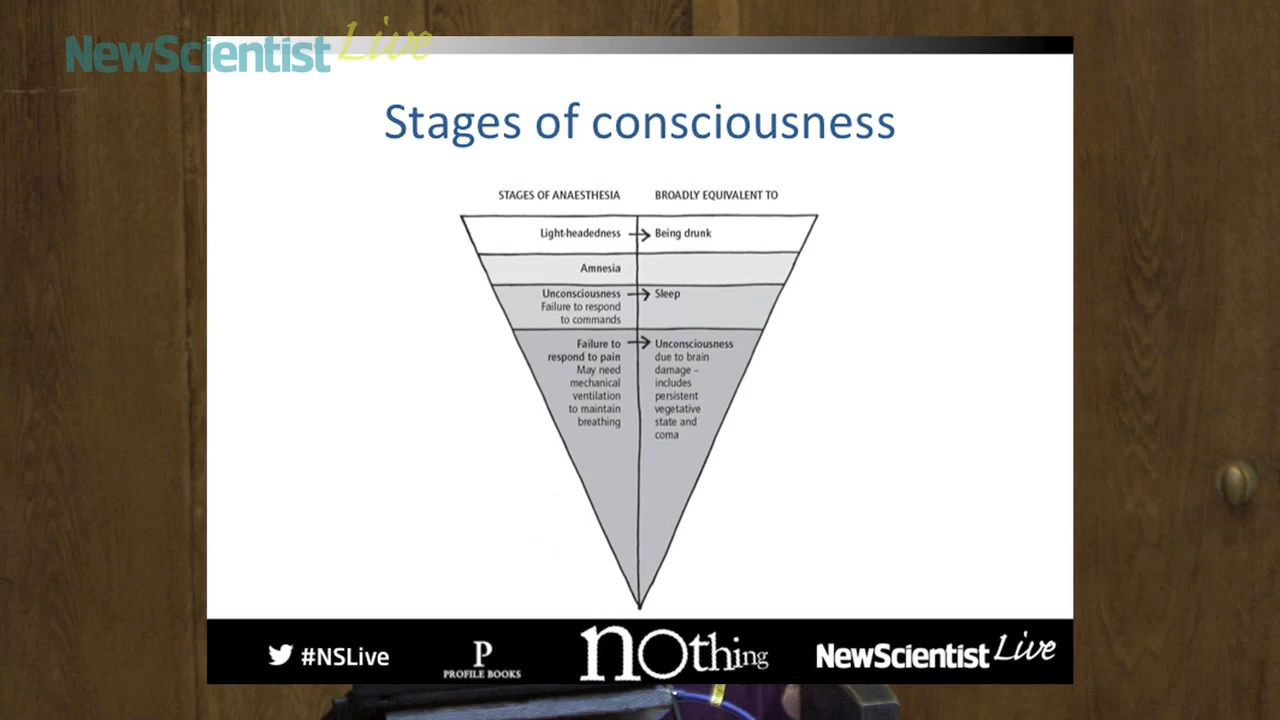 NewScientist Live
Stages of consciousness
STAGES OF ANAESTHESIA
BROADLY EQUIVALENT TO
Light-headedness
Being drunk
Amnesia
Unconsciousness
Failure to respond
to commands
Sleep
Failure to
respond to pain
May need
mechanical
ventilation
to maintain
breathing
Unconsciousness
due to brain
damage –
includes
persistent
vegetative
state and
coma
#NSLive
P
PROFILE BOOKS
nothing
NewScientist Live